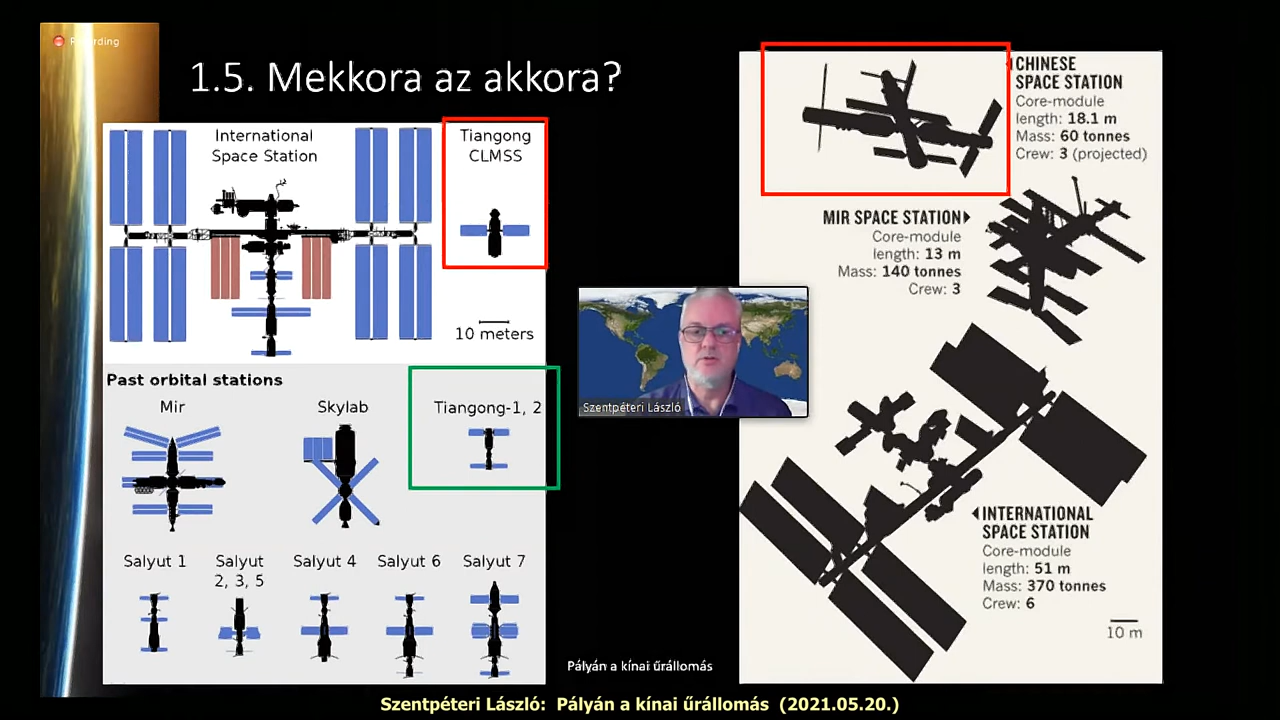 Recording
1.5. Mekkora az akkora?
International
Space Station
Tiangong
CLMSS
10 meters
Past orbital stations
Mir
Skylab
Tiangong-1, 2
Salyut 1
Salyut
2, 3, 5
Salyut 4
Salyut 6
Salyut 7
Szentpéteri László
CHINESE
SPACE STATION
Core-module
length: 18.1 m
Mass: 60 tonnes
Crew: 3 (projected)
MIR SPACE STATION
Core-module
length: 13 m
Mass: 140 tonnes
Crew: 3
INTERNATIONAL
SPACE STATION
Core-module
length: 51 m
Mass: 370 tonnes
Crew: 6
10 m
Pályán a kínai űrállomás
Szentpéteri László: Pályán a kínai űrállomás (2021.05.20.)